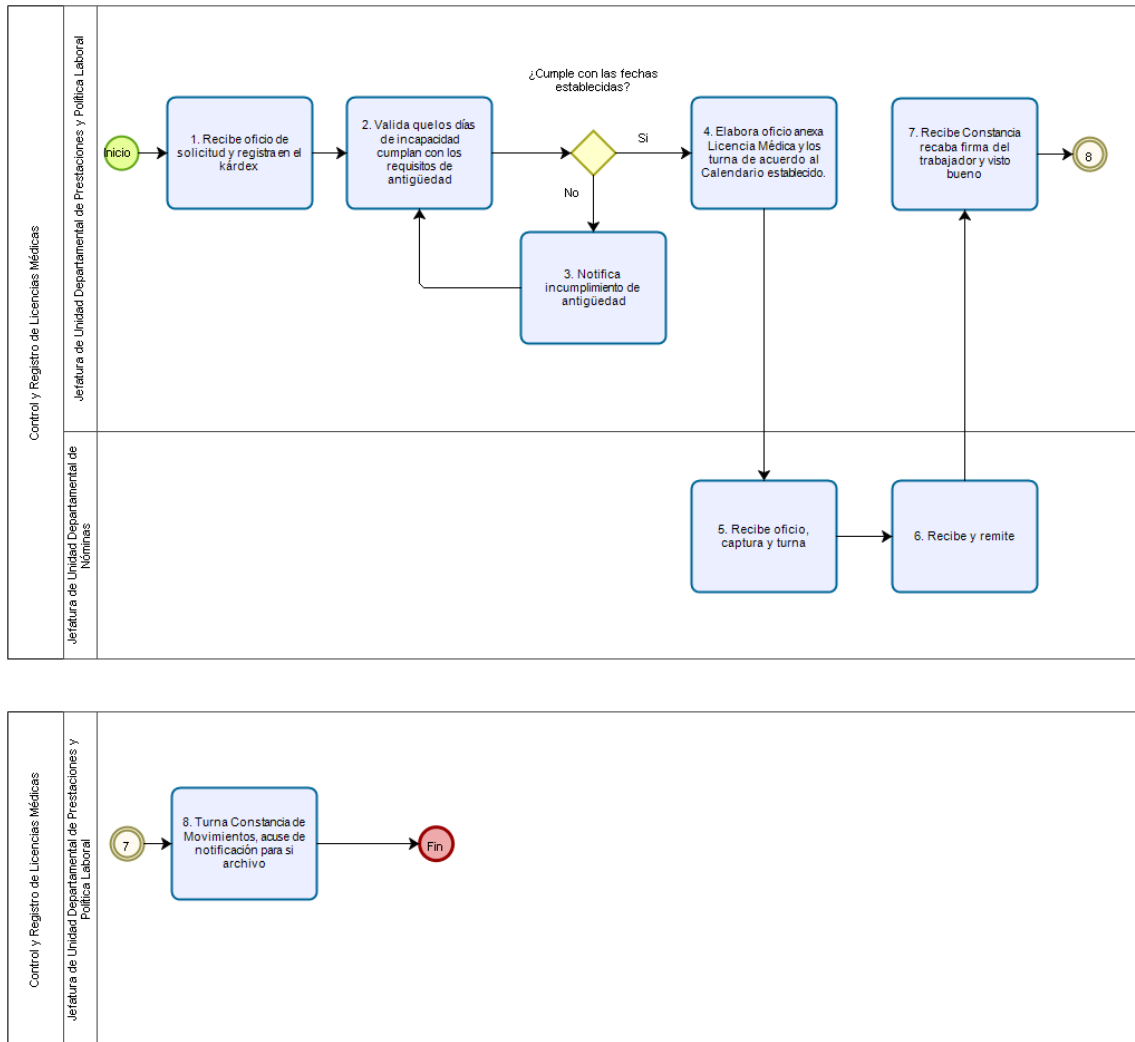 Control y Registro de Licencias Médicas
Jefatura de Unidad Departamental de Prestaciones y Política Laboral
Inicio
1. Recibe oficio de
solicitud y registra en el
kárdex
2. Valida que los días
de incapacidad
cumplan con los
requisitos de
antigüedad
¿Cumple con las fechas
establecidas?
Si
No
3. Notifica
incumplimiento de
antigüedad
4. Elabora oficio anexa
Licencia Médica y los
turna de acuerdo al
Calendario establecido.
7. Recibe Constancia
recaba firma del
trabajador y visto
bueno
8
Jefatura de Unidad Departamental de
Nóminas
5. Recibe oficio,
captura y turna
6. Recibe y remite
Control y Registro de Licencias Médicas
Jefatura de Unidad Departamental de Prestaciones y
Política Laboral
7
8. Turna Constancia de
Movimientos, acuse de
notificación para si
archivo
Fin